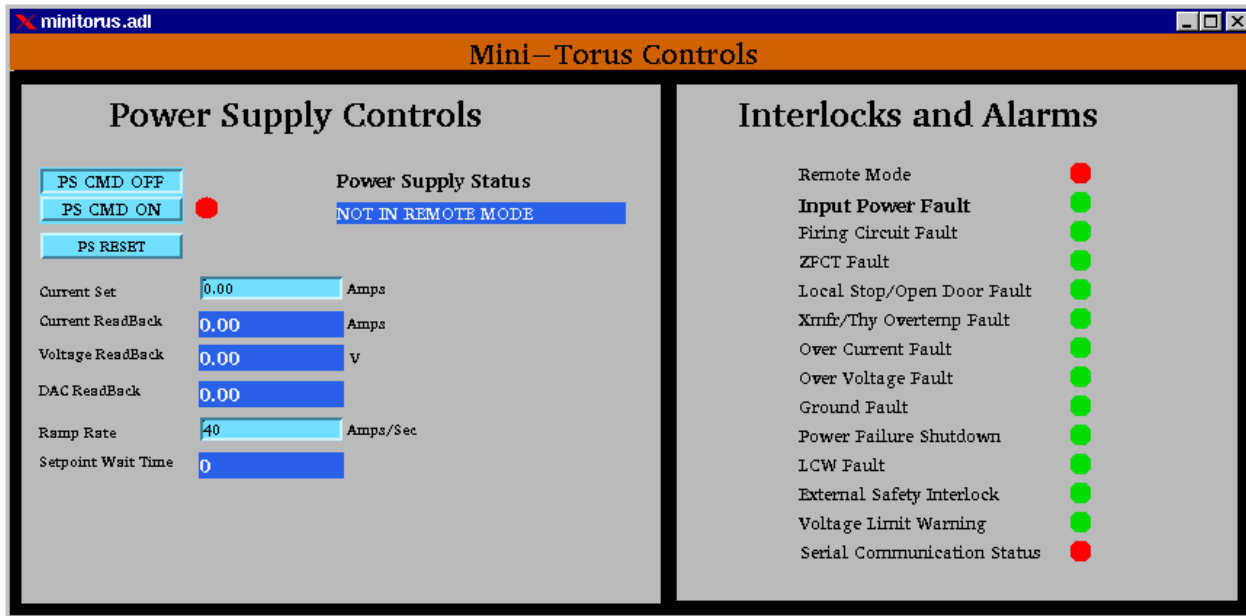 minitorus.adl
Mini-Torus Controls
Power Supply Controls
PS CMD OFF
PS CMD ON
PS RESET
Power Supply Status
NOT IN REMOTE MODE
Current Set 0.00 Amps
Current ReadBack 0.00 Amps
Voltage ReadBack 0.00 V
DAC ReadBack 0.00
Ramp Rate 40 Amps/Sec
Setpoint Wait Time 0
Interlocks and Alarms
Remote Mode
Input Power Fault
Firing Circuit Fault
ZFCT Fault
Local Stop/Open Door Fault
Xmfr/Thy Overtemp Fault
Over Current Fault
Over Voltage Fault
Ground Fault
Power Failure Shutdown
LCW Fault
External Safety Interlock
Voltage Limit Warning
Serial Communication Status